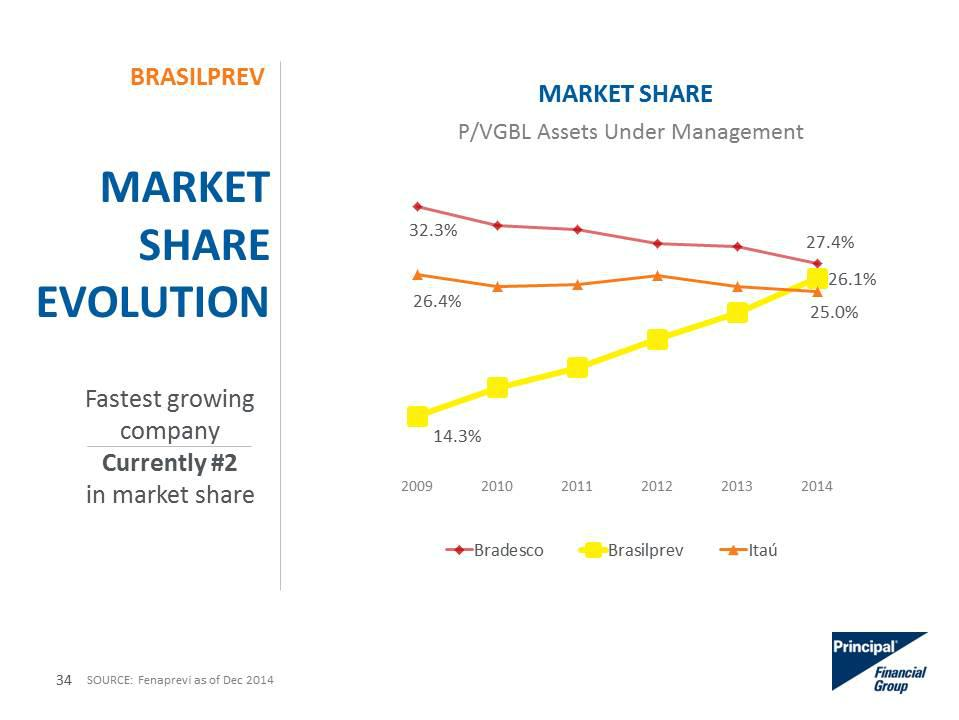 BRASILPREV
MARKET
SHARE
EVOLUTION
Fastest growing
company
Currently #2
in market share
MARKET SHARE
P/VGBL Assets Under Management
32.3%
27.4%
26.1%
26.4%
25.0%
14.3%
2009 2010 2011 2012 2013 2014
Bradesco Brasilprev Itaú
Principal®
Financial
Group
34 SOURCE: Fenaprevi as of Dec 2014